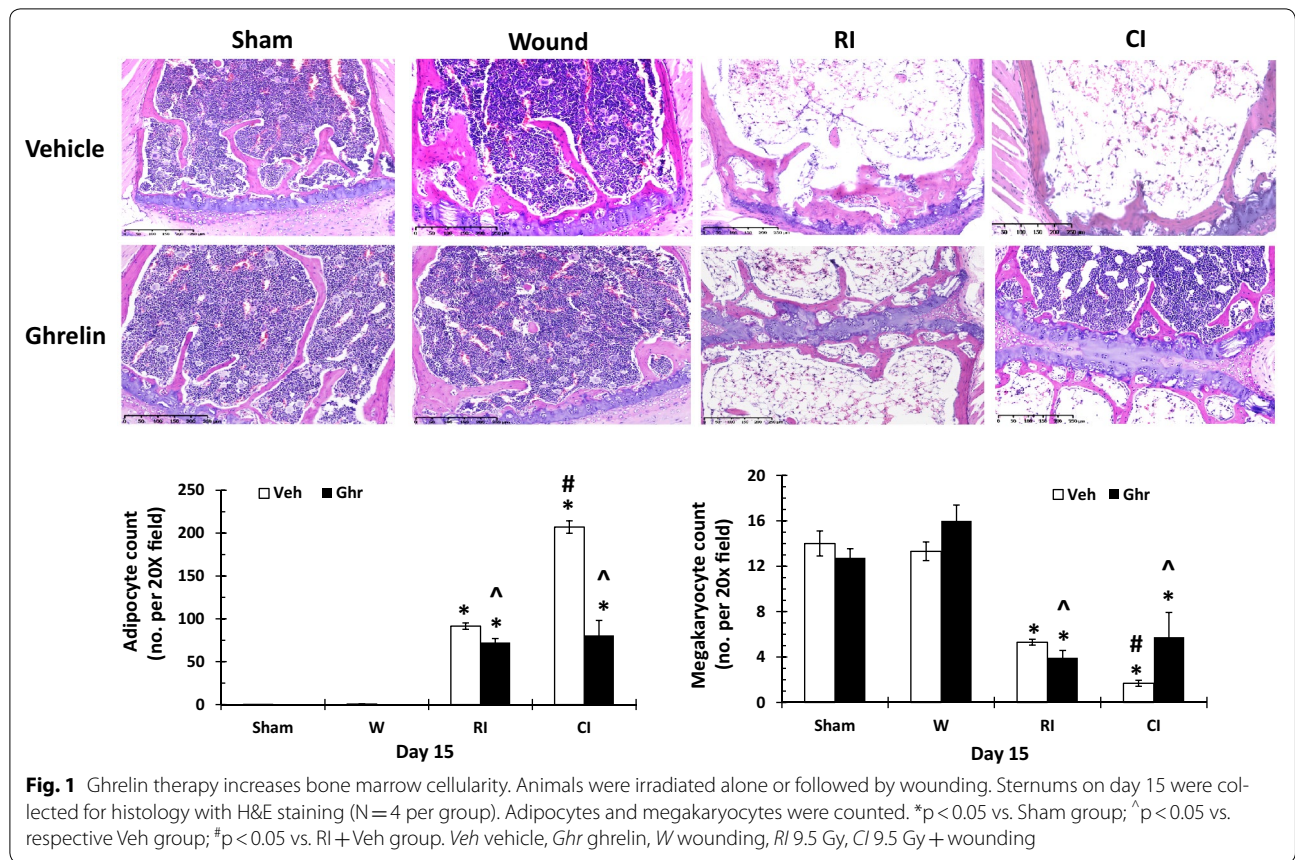 Sham Wound RI CI
Vehicle
Ghrelin
Adipocyte count
(no. per 20X field)
250
200
150
100
50
0
Veh Ghr
* ^ * # * ^ *
Sham W RI CI
Day 15
Megakaryocyte count
(no. per 20x field)
20
16
12
8
4
0
Veh Ghr
* ^ * # * ^ *
Sham W RI CI
Day 15
Fig. 1 Ghrelin therapy increases bone marrow cellularity. Animals were irradiated alone or followed by wounding. Sternums on day 15 were col-
lected for histology with H&E staining (N = 4 per group). Adipocytes and megakaryocytes were counted. *p < 0.05 vs. Sham group; ^p < 0.05 vs.
respective Veh group; #p < 0.05 vs. RI + Veh group. Veh vehicle, Ghr ghrelin, W wounding, RI 9.5 Gy, CI 9.5 Gy + wounding